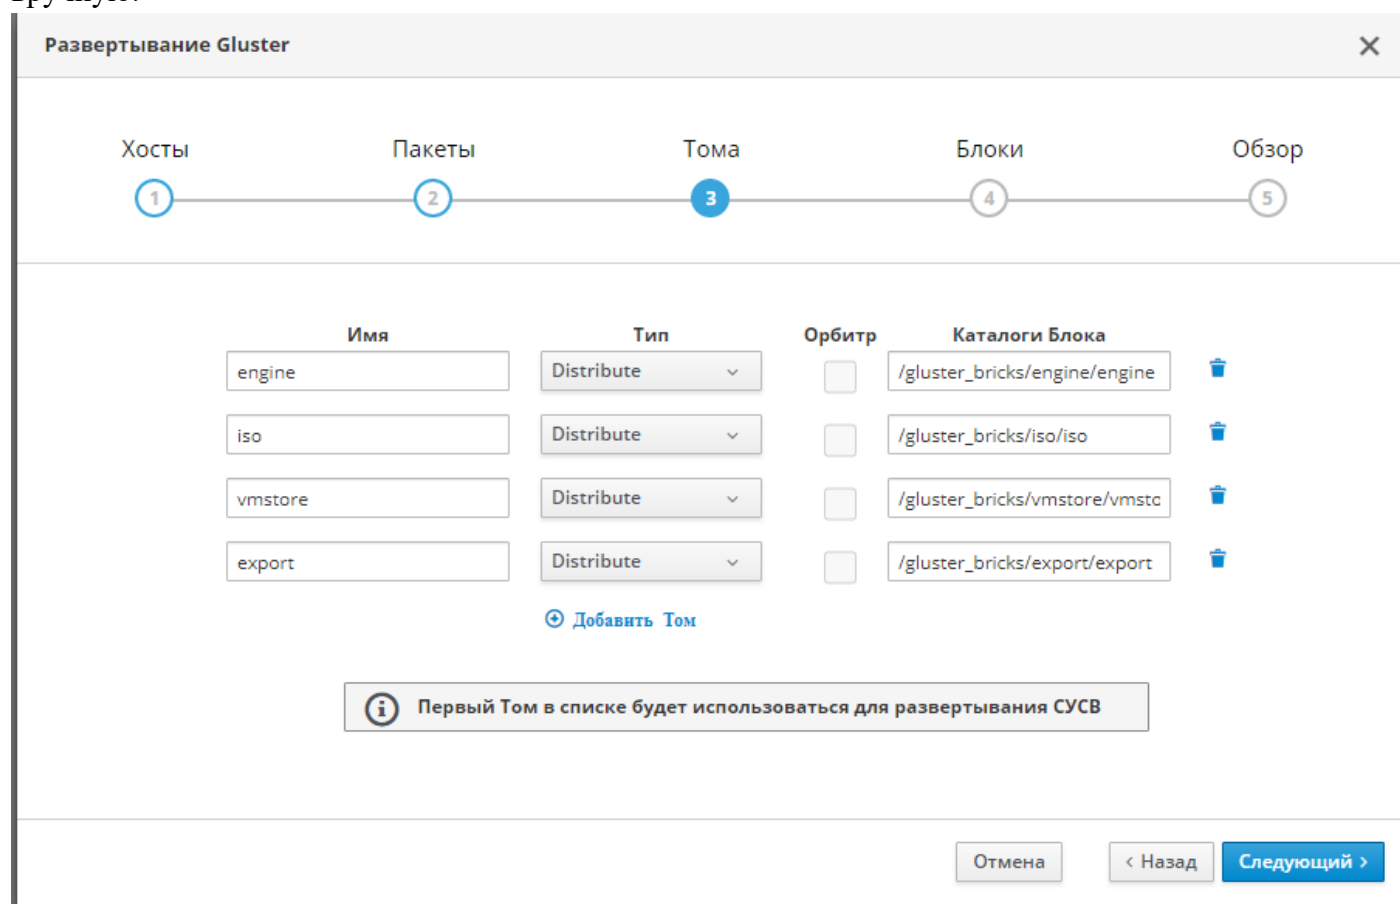 Развертывание Gluster
Хосты Пакеты Тома Блоки Обзор
1 2 3 4 5
Имя Тип Орбитр Каталоги Блока
engine Distribute /gluster_bricks/engine/engine
iso Distribute /gluster_bricks/iso/iso
vmstore Distribute /gluster_bricks/vmstore/vmstc
export Distribute /gluster_bricks/export/export
Добавить Том
Первый Том в списке будет использоваться для развертывания СУСВ
Отмена < Назад Следующий >